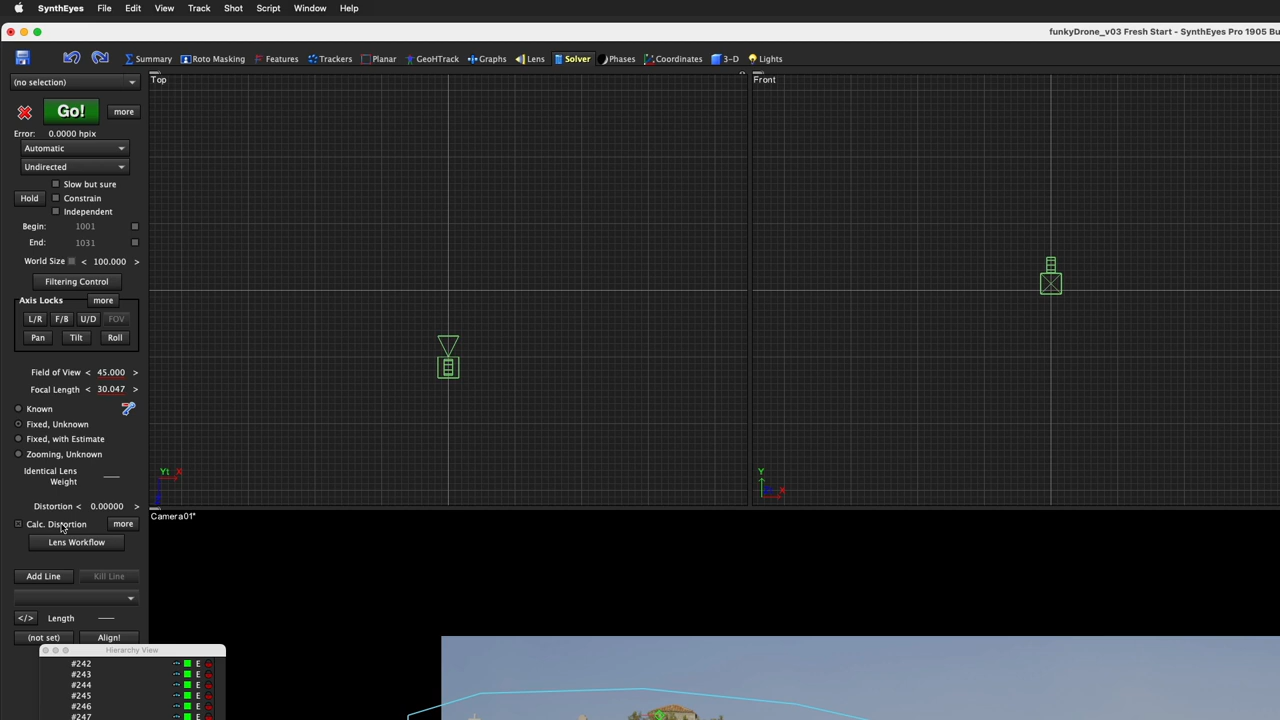 SynthEyes File Edit View Track Shot Script Window Help
funkyDrone_v03 Fresh Start - SynthEyes Pro 1905 Bu
Summary Roto Masking Features Trackers Planar GeoHTrack Graphs Lens Solver Phases Coordinates 3-D Lights
(no selection)
Top
Front
Go!
more
Error: 0.0000 hpix
Automatic
Undirected
Slow but sure
Hold
Constrain
Independent
Begin: 1001
End: 1031
World Size < 100.000 >
Filtering Control
Axis Locks more
L/R F/B U/D FOV
Pan Tilt Roll
Field of View < 45.000 >
Focal Length < 30.047 >
Known
Fixed, Unknown
Fixed, with Estimate
Zooming, Unknown
Identical Lens
Weight
Yt X
Y
X
Distortion < 0.00000 >
Camera01*
Calc. Distortion more
Lens Workflow
Add Line Kill Line
</> Length
(not set) Align!
Hierarchy View
#242 E
#243 E
#244 E
#245 E
#246 E
#247 E